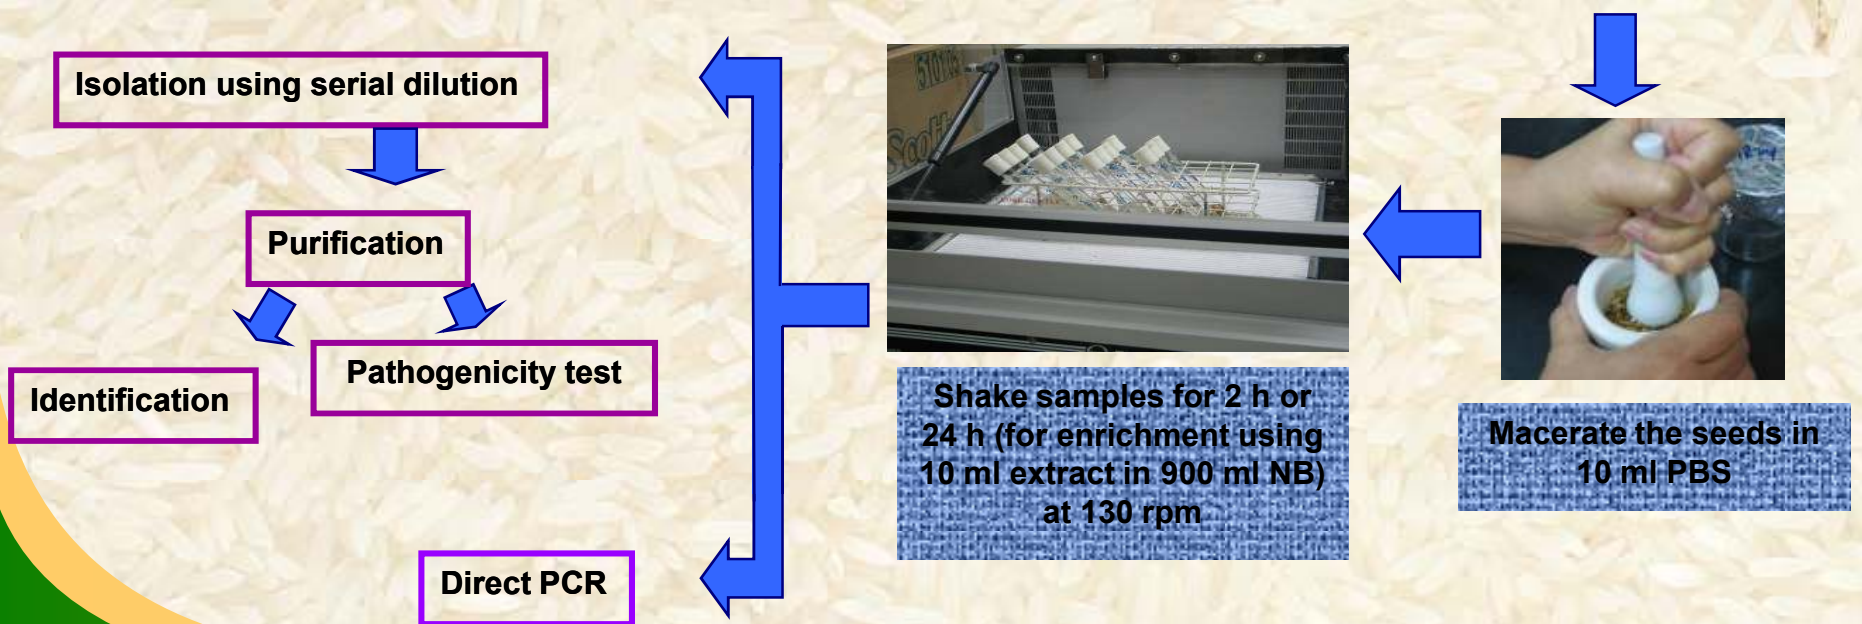 Isolation using serial dilution
Purification
Identification
Pathogenicity test
Direct PCR
Scott
Shake samples for 2 h or
24 h (for enrichment using
10 ml extract in 900 ml NB)
at 130 rpm
Macerate the seeds in
10 ml PBS